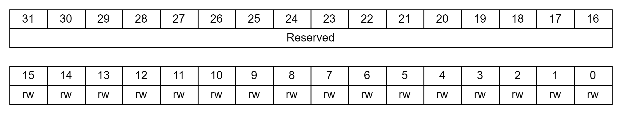 31 30 29 28 27 26 25 24 23 22 21 20 19 18 17 16
Reserved
15 14 13 12 11 10 9 8 7 6 5 4 3 2 1 0
rw rw rw rw rw rw rw rw rw rw rw rw rw rw rw rw